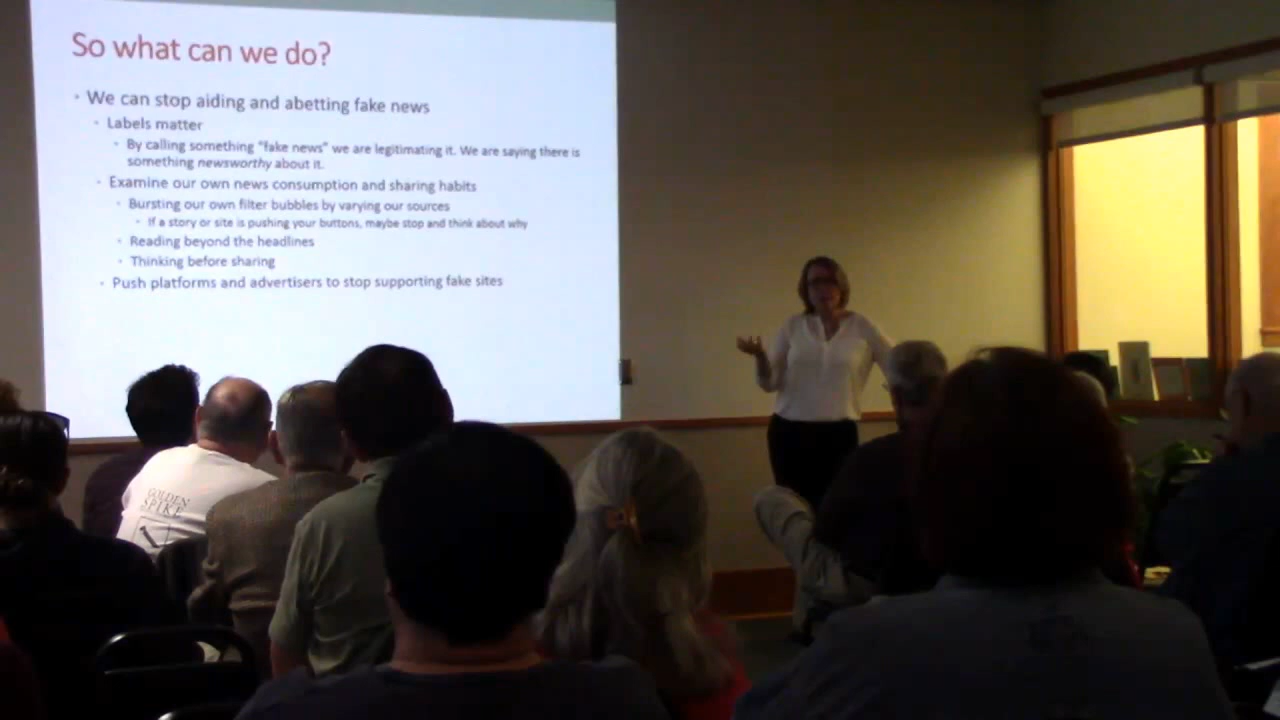 So what can we do?
• We can stop aiding and abetting fake news
• Labels matter
• By calling something "fake news" we are legitimating it. We are saying there is
something newsworthy about it.
• Examine our own news consumption and sharing habits
• Bursting our own filter bubbles by varying our sources
• If a story or site is pushing your buttons, maybe stop and think about why
• Reading beyond the headlines
• Thinking before sharing
• Push platforms and advertisers to stop supporting fake sites
GOLDEN
SPIKE